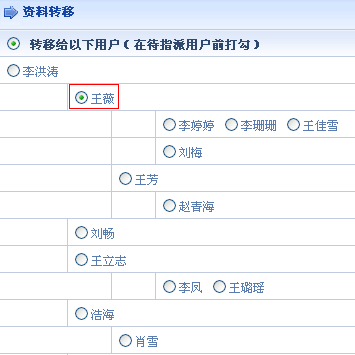 资料转移
转移给以下用户（在待指派用户前打勾）
李洪涛
王薇
李婷婷 李珊珊 王佳雪
刘梅
王芳
赵青海
刘畅
王立志
李凤 王璐瑶
浩海
肖雪